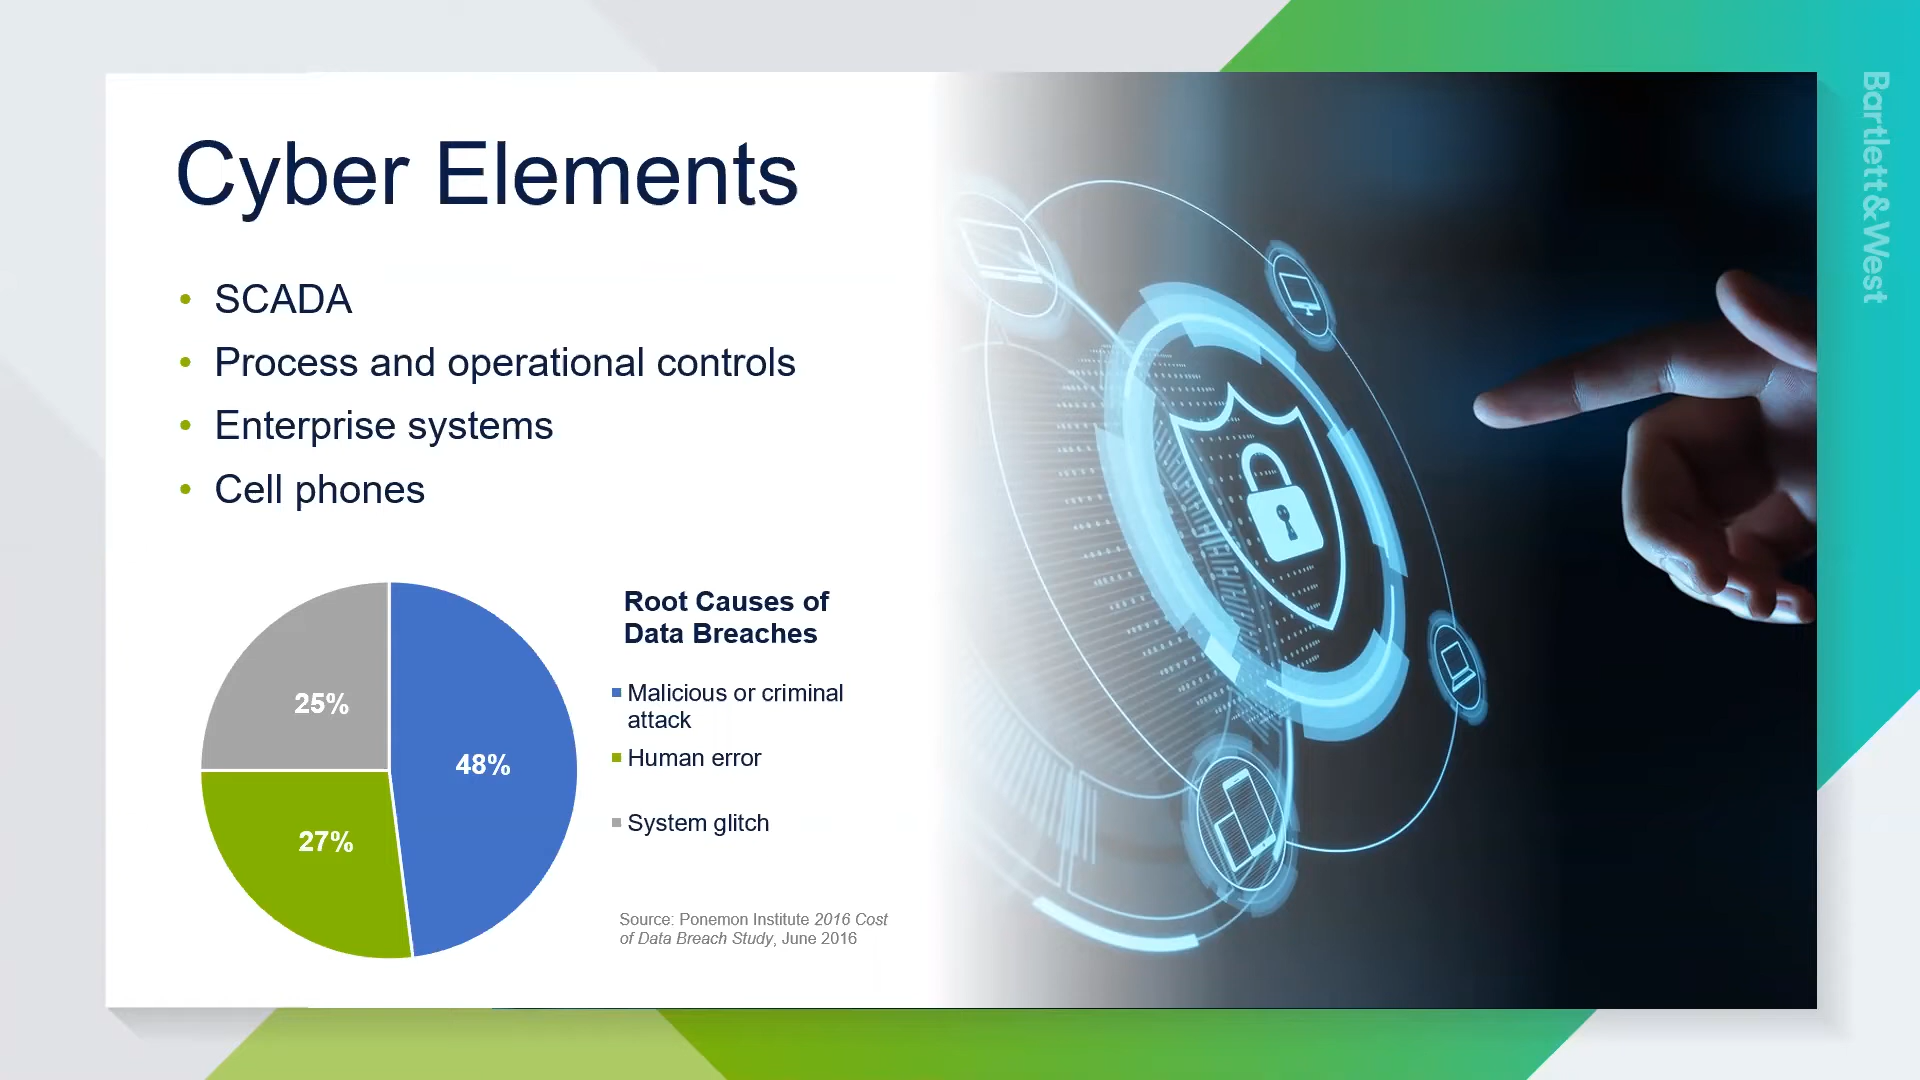 Cyber Elements
• SCADA
• Process and operational controls
• Enterprise systems
• Cell phones
25%
48%
27%
Root Causes of
Data Breaches
Malicious or criminal
attack
Human error
System glitch
Source: Ponemon Institute 2016 Cost
of Data Breach Study, June 2016
Bartlett&West